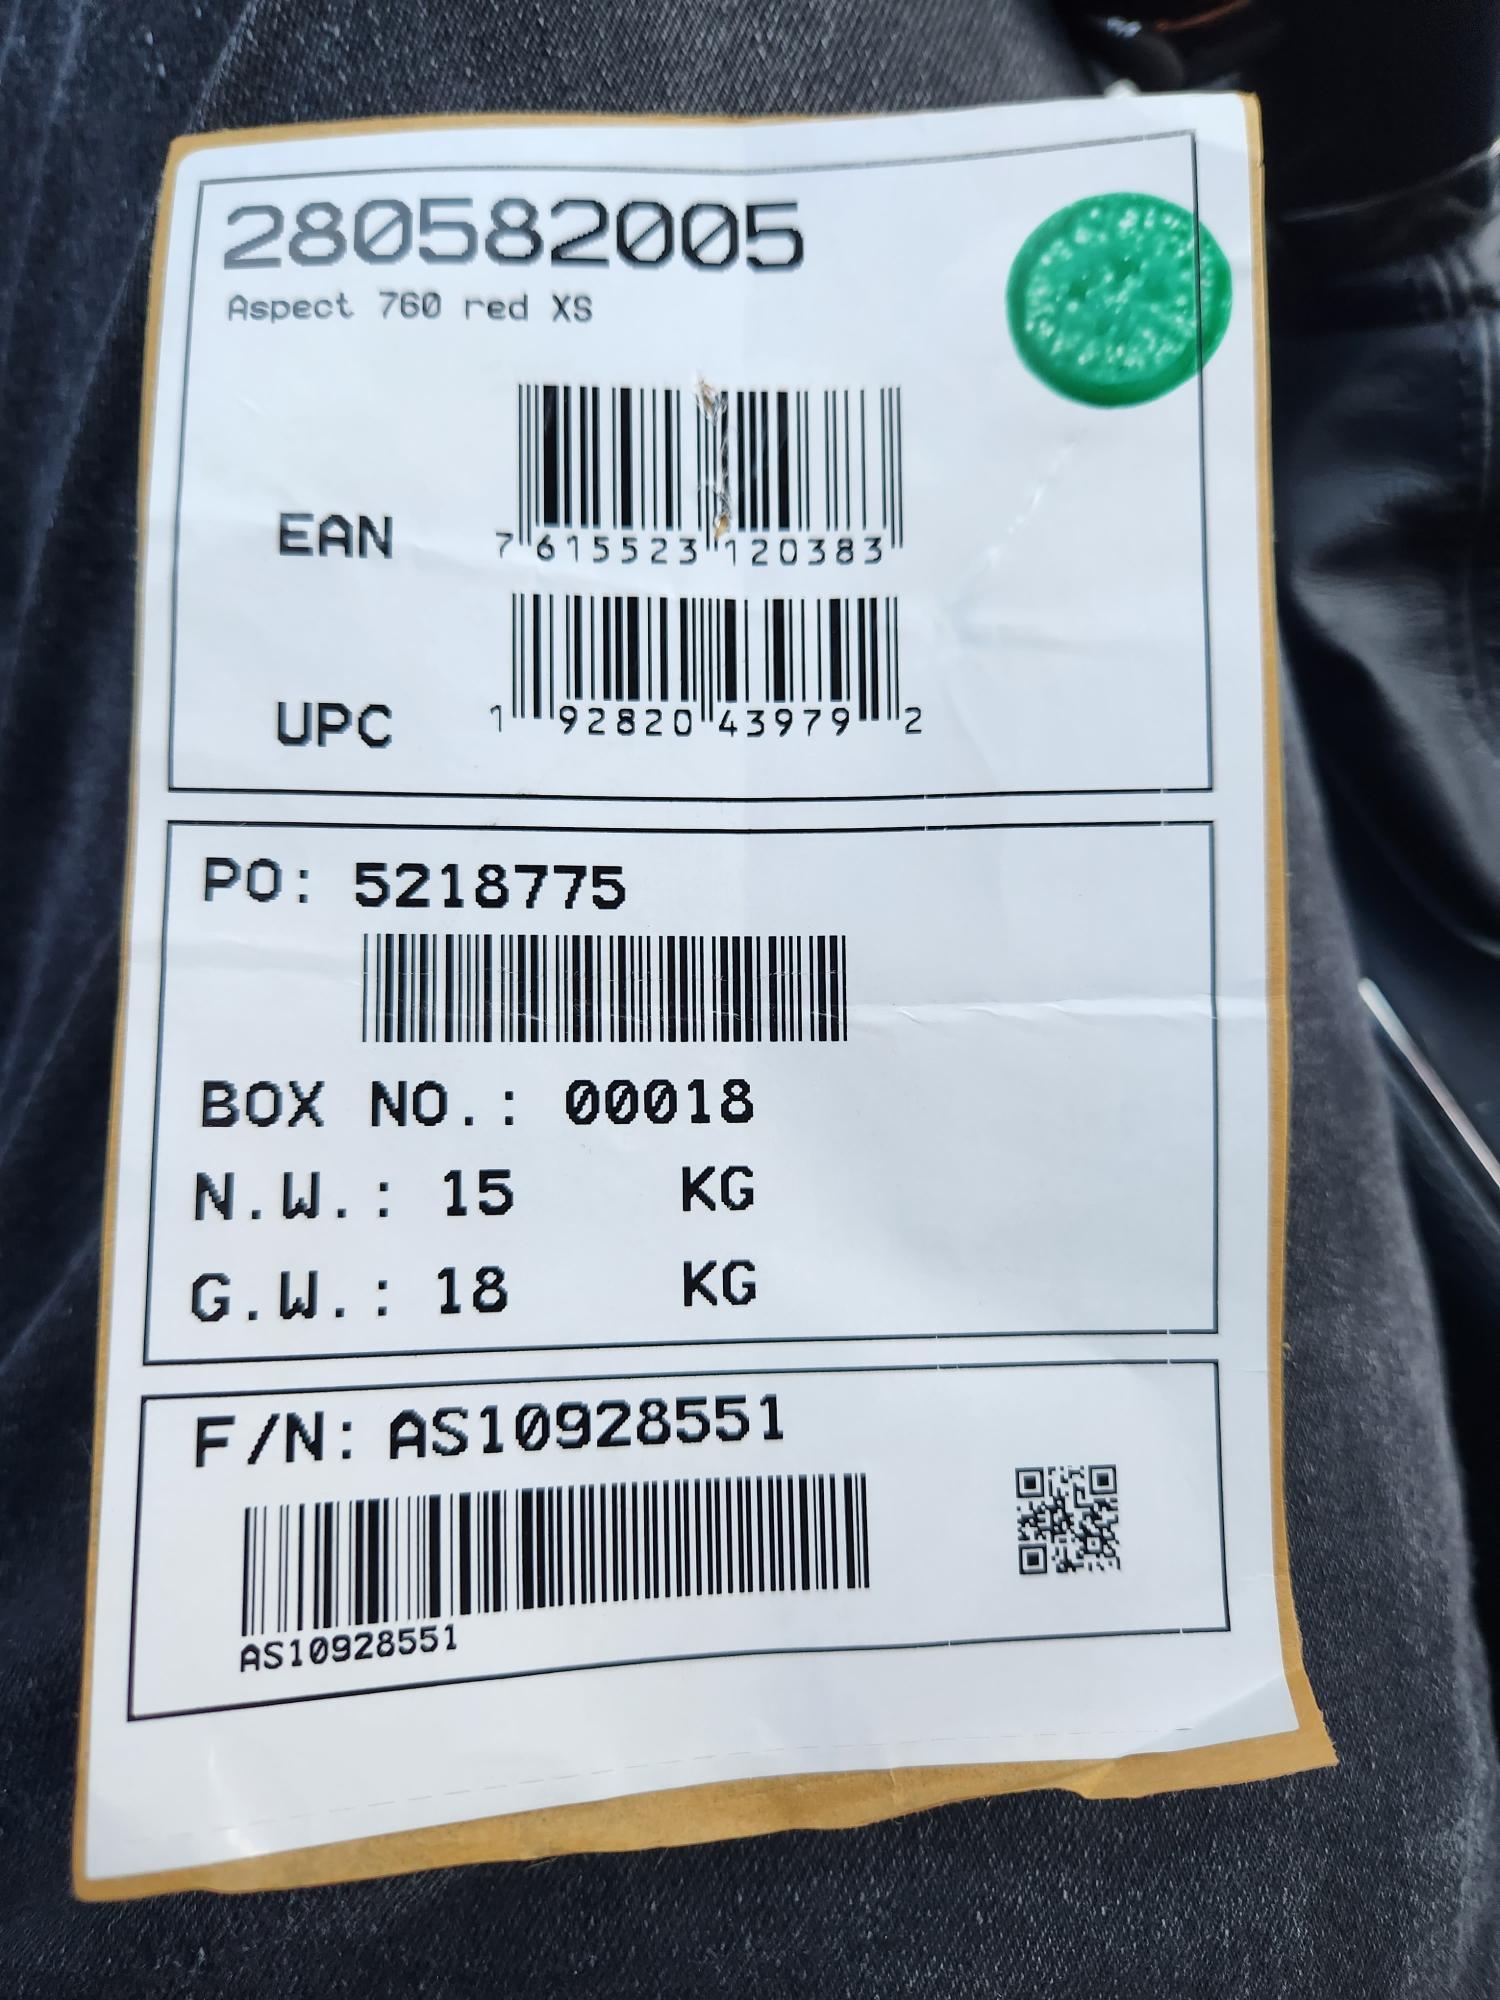 280582005
Aspect 760 red XS
EAN
7 615523 120383
UPC
1 92820 43979 2
PO: 5218775
BOX NO.: 00018
N.W.: 15 KG
G.W.: 18 KG
F/N: AS10928551
AS10928551